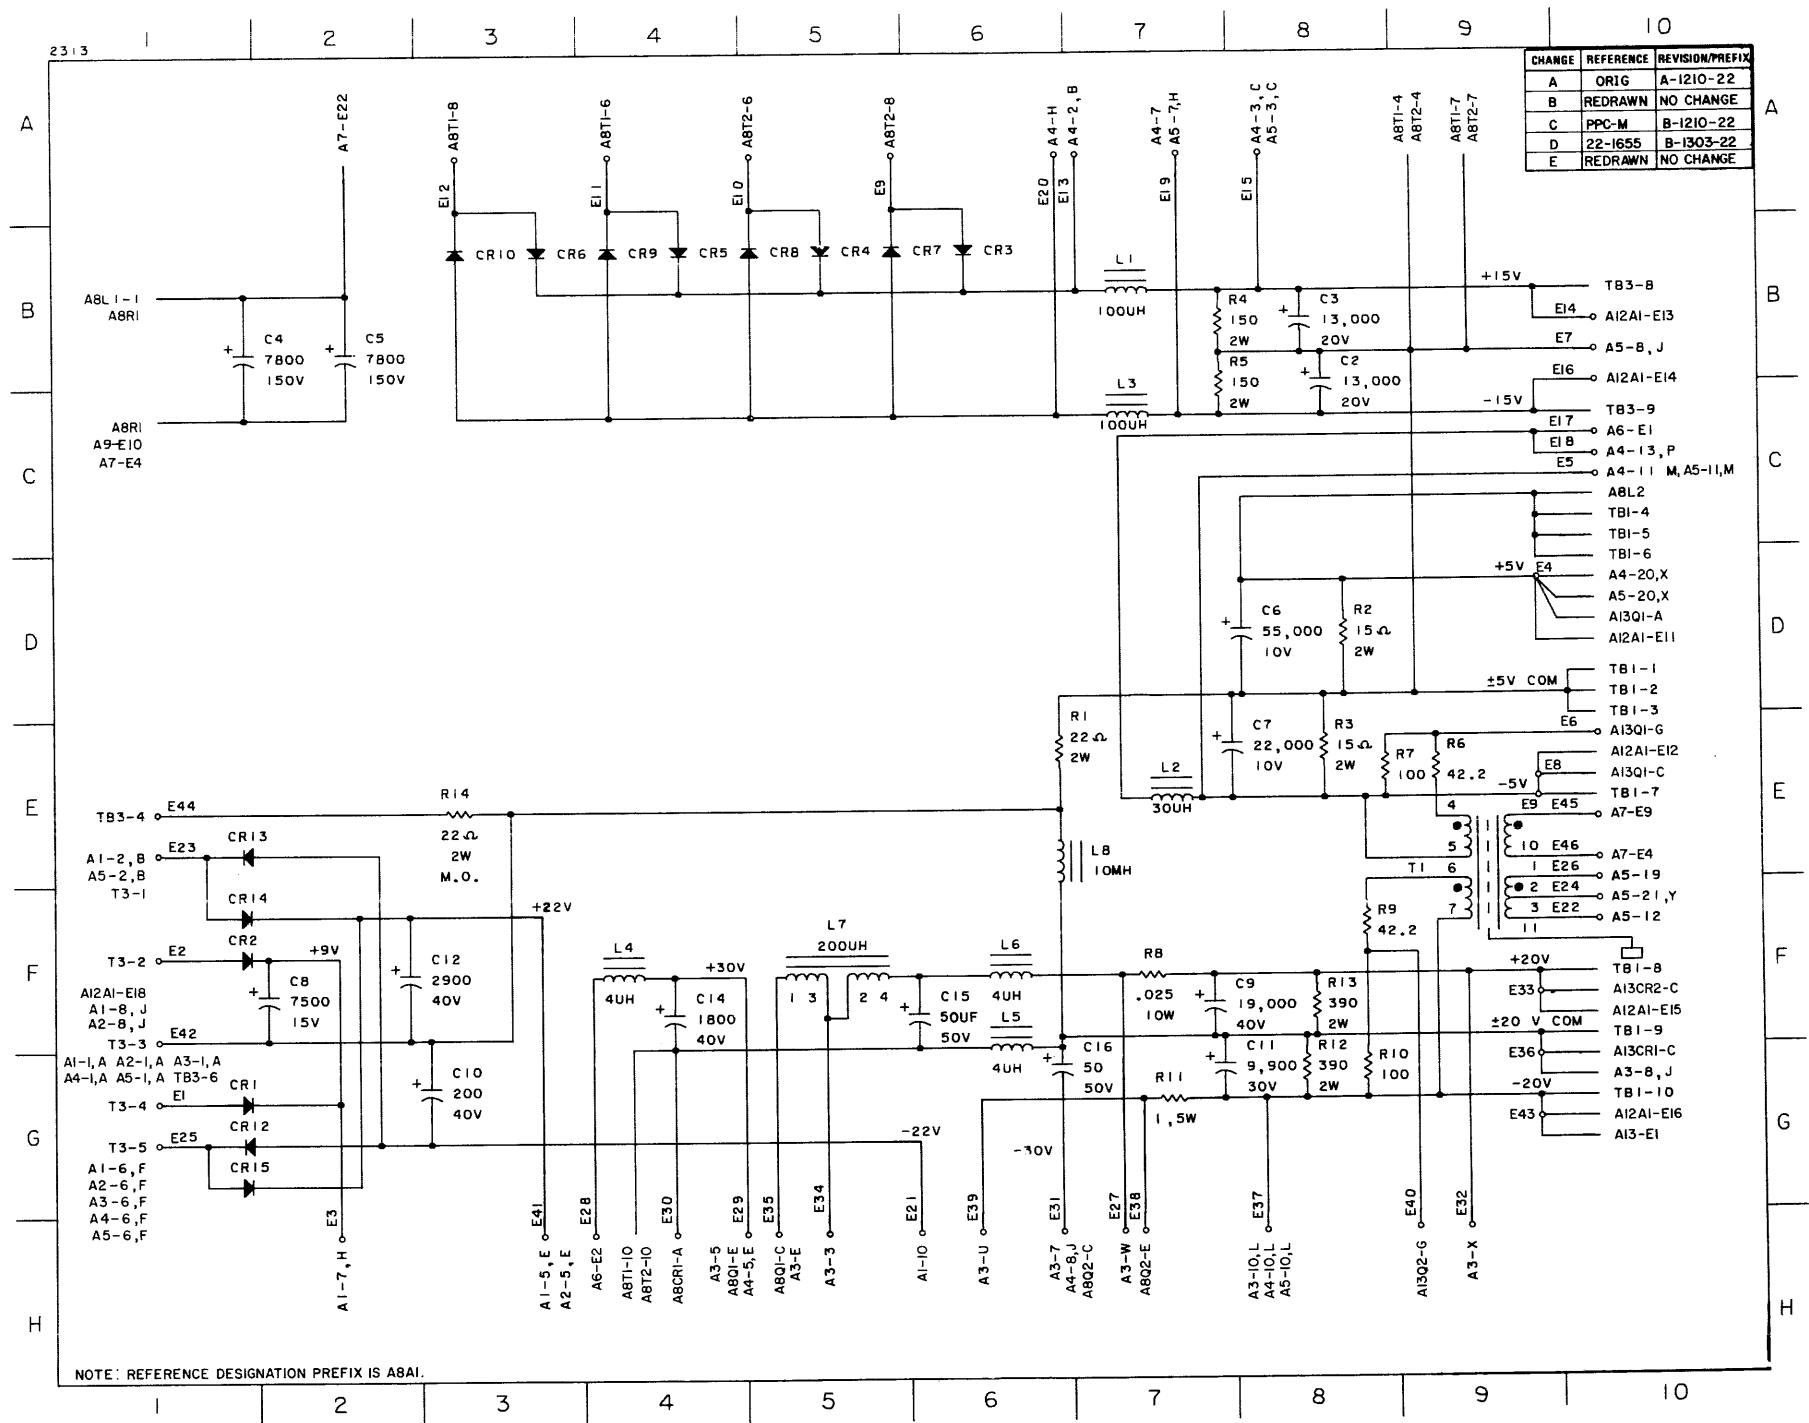 2313
1 2 3 4 5 6 7 8 9 10
CHANGE REFERENCE REVISION/PREFIX
A ORIG A-1210-22
B REDRAWN NO CHANGE
C PPC-M B-1210-22
D 22-1655 B-1303-22
E REDRAWN NO CHANGE
A A
A7-E22
A8T1-8
A8T1-6
A8T2-6
A8T2-8
A4-H
A4-2,B
A4-7
A5-7,H
A4-3,C
A5-3,C
A8T1-4
A8T2-4
A8T1-7
A8T2-7
E12 E11 E10 E9 E20 E13 E19 E15
CR10 CR6 CR9 CR5 CR8 CR4 CR7 CR3
B B
A8L1-1
A8R1
C4
7800
150V
C5
7800
150V
L1
100UH
R4
150
2W
C3
13,000
20V
R5
150
2W
C2
13,000
20V
L3
100UH
+15V
TB3-8
E14 A12A1-E13
E7 A5-8,J
E16 A12A1-E14
-15V
TB3-9
E17 A6-E1
E18 A4-13,P
E5 A4-11 M,A5-11,M
C C
A8R1
A9-E10
A7-E4
A8L2
TB1-4
TB1-5
TB1-6
+5V E4
A4-20,X
A5-20,X
A13Q1-A
A12A1-E11
D D
C6
55,000
10V
R2
15Ω
2W
±5V COM
TB1-1
TB1-2
TB1-3
E6 A13Q1-G
A12A1-E12
E8 A13Q1-C
-5V
TB1-7
R1
22Ω
2W
C7
22,000
10V
R3
15Ω
2W
R7
100
R6
42.2
L2
30UH
E E
TB3-4 E44
R14
22Ω
2W
M.O.
L8
10MH
CR13
E23
A1-2,B
A5-2,B
T3-1
CR14
4 E9 E45 A7-E9
5 10 E46 A7-E4
T1 6 1 E26 A5-19
2 E24 A5-21,Y
7 3 E22 A5-12
11
R9
42.2
+22V
F F
CR2
+9V
T3-2 E2
A12A1-E18
A1-8,J
A2-8,J
C8
7500
15V
C12
2900
40V
L4
4UH
+30V
C14
1800
40V
L7
200UH
1 3 2 4
C15
50UF
50V
L6
4UH
L5
4UH
R8
.025
10W
C9
19,000
40V
R13
390
2W
+20V
TB1-8
E33 A13CR2-C
A12A1-E15
±20 V COM
TB1-9
E36 A13CR1-C
A3-8,J
-20V
TB1-10
E43 A12A1-E16
A13-E1
T3-3 E42
A1-1,A A2-1,A A3-1,A
A4-1,A A5-1,A TB3-6
T3-4 E1
CR1
C10
200
40V
C16
50
50V
R11
1,5W
C11
9,900
30V
R12
390
2W
R10
100
G G
T3-5 E25
CR12
CR15
A1-6,F
A2-6,F
A3-6,F
A4-6,F
A5-6,F
-22V
-30V
E3 E41 E28 E30 E29 E35 E34 E21 E39 E31 E27 E38 E37 E40 E32
A1-7,H
A1-5,E
A2-5,E
A6-E2
A8T1-10
A8T2-10
A8CR1-A
A3-5
A8Q1-E
A4-5,E
A8Q1-C
A3-E
A3-3
A1-10
A3-U
A3-7
A4-8,J
A8Q2-C
A3-W
A8Q2-E
A3-10,L
A4-10,L
A5-10,L
A13Q2-G
A3-X
H H
NOTE: REFERENCE DESIGNATION PREFIX IS A8A1.
1 2 3 4 5 6 7 8 9 10